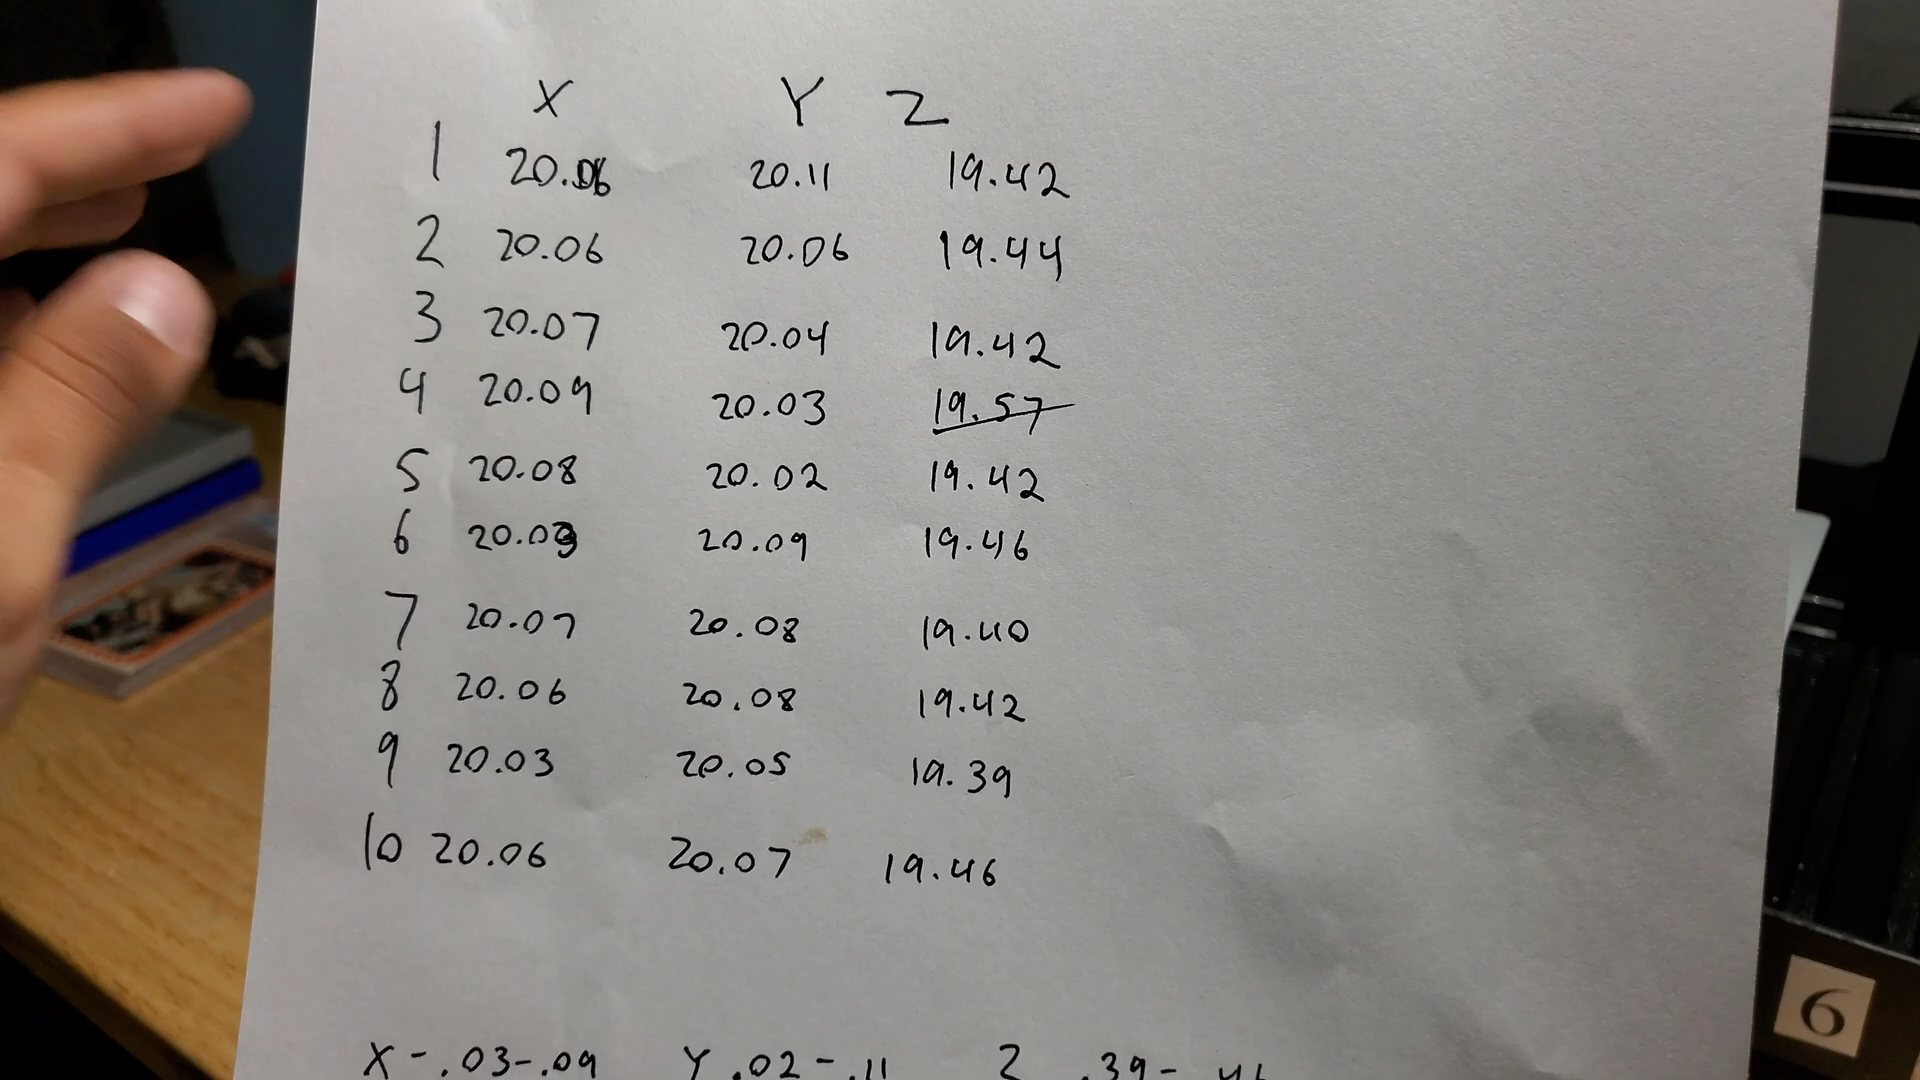 X Y Z
1 20.06 20.11 19.42
2 20.06 20.06 19.44
3 20.07 20.04 19.42
4 20.09 20.03 19.57
5 20.08 20.02 19.42
6 20.03 20.09 19.46
7 20.07 20.08 19.40
8 20.06 20.08 19.42
9 20.03 20.05 19.39
10 20.06 20.07 19.46
X-.03-.09 Y .02-.11 Z .39-.46
6